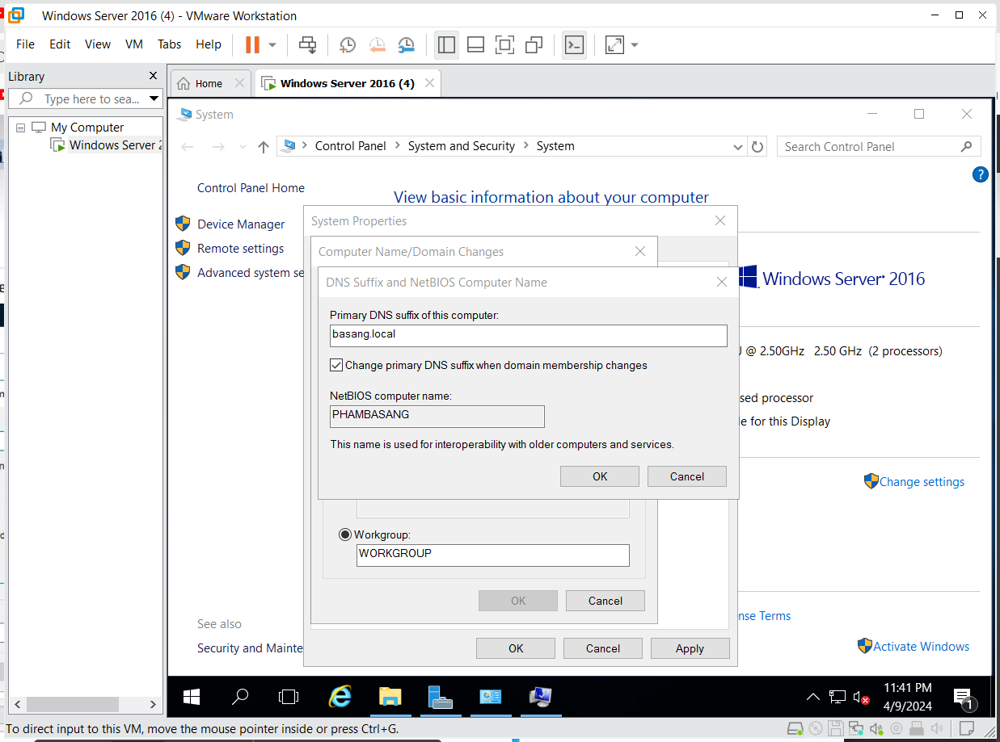 Windows Server 2016 (4) - VMware Workstation
File Edit View VM Tabs Help
Library
Home
Windows Server 2016 (4)
Type here to sea...
My Computer
Windows Server
System
Control Panel > System and Security > System
Search Control Panel
?
Control Panel Home
View basic information about your computer
Device Manager
Remote settings
Advanced system se
System Properties
Computer Name/Domain Changes
DNS Suffix and NetBIOS Computer Name
Primary DNS suffix of this computer:
basang.local
Change primary DNS suffix when domain membership changes
NetBIOS computer name:
PHAMBASANG
This name is used for interoperability with older computers and services.
OK Cancel
Windows Server 2016
@ 2.50GHz 2.50 GHz (2 processors)
sed processor
le for this Display
Change settings
Workgroup:
WORKGROUP
OK Cancel
nse Terms
See also
Security and Mainte
OK Cancel Apply
Activate Windows
11:41 PM
4/9/2024
1
To direct input to this VM, move the mouse pointer inside or press Ctrl+G.